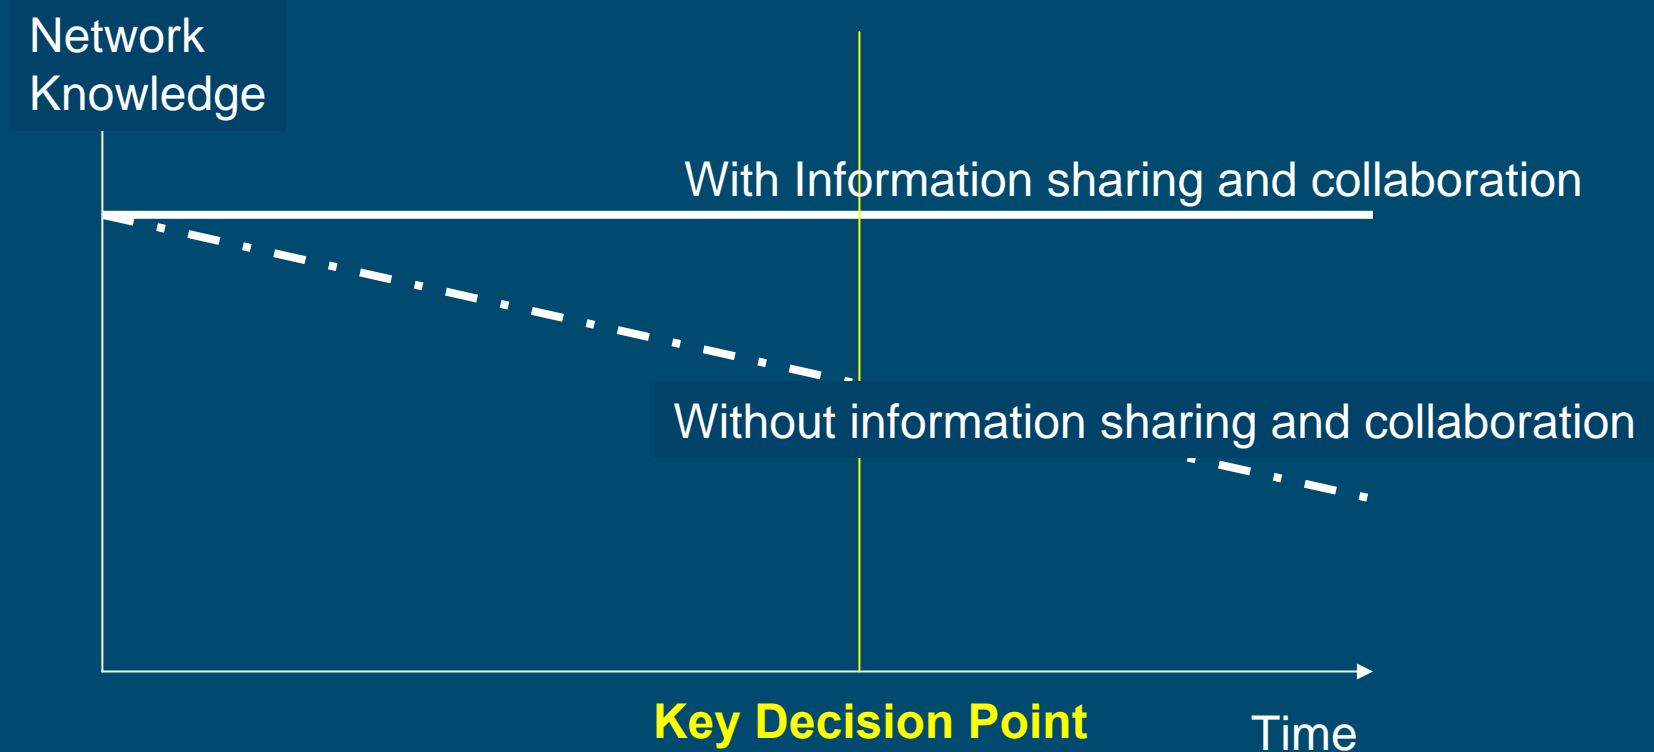 Network
Knowledge
With Information sharing and collaboration
Without information sharing and collaboration
Key Decision Point
Time